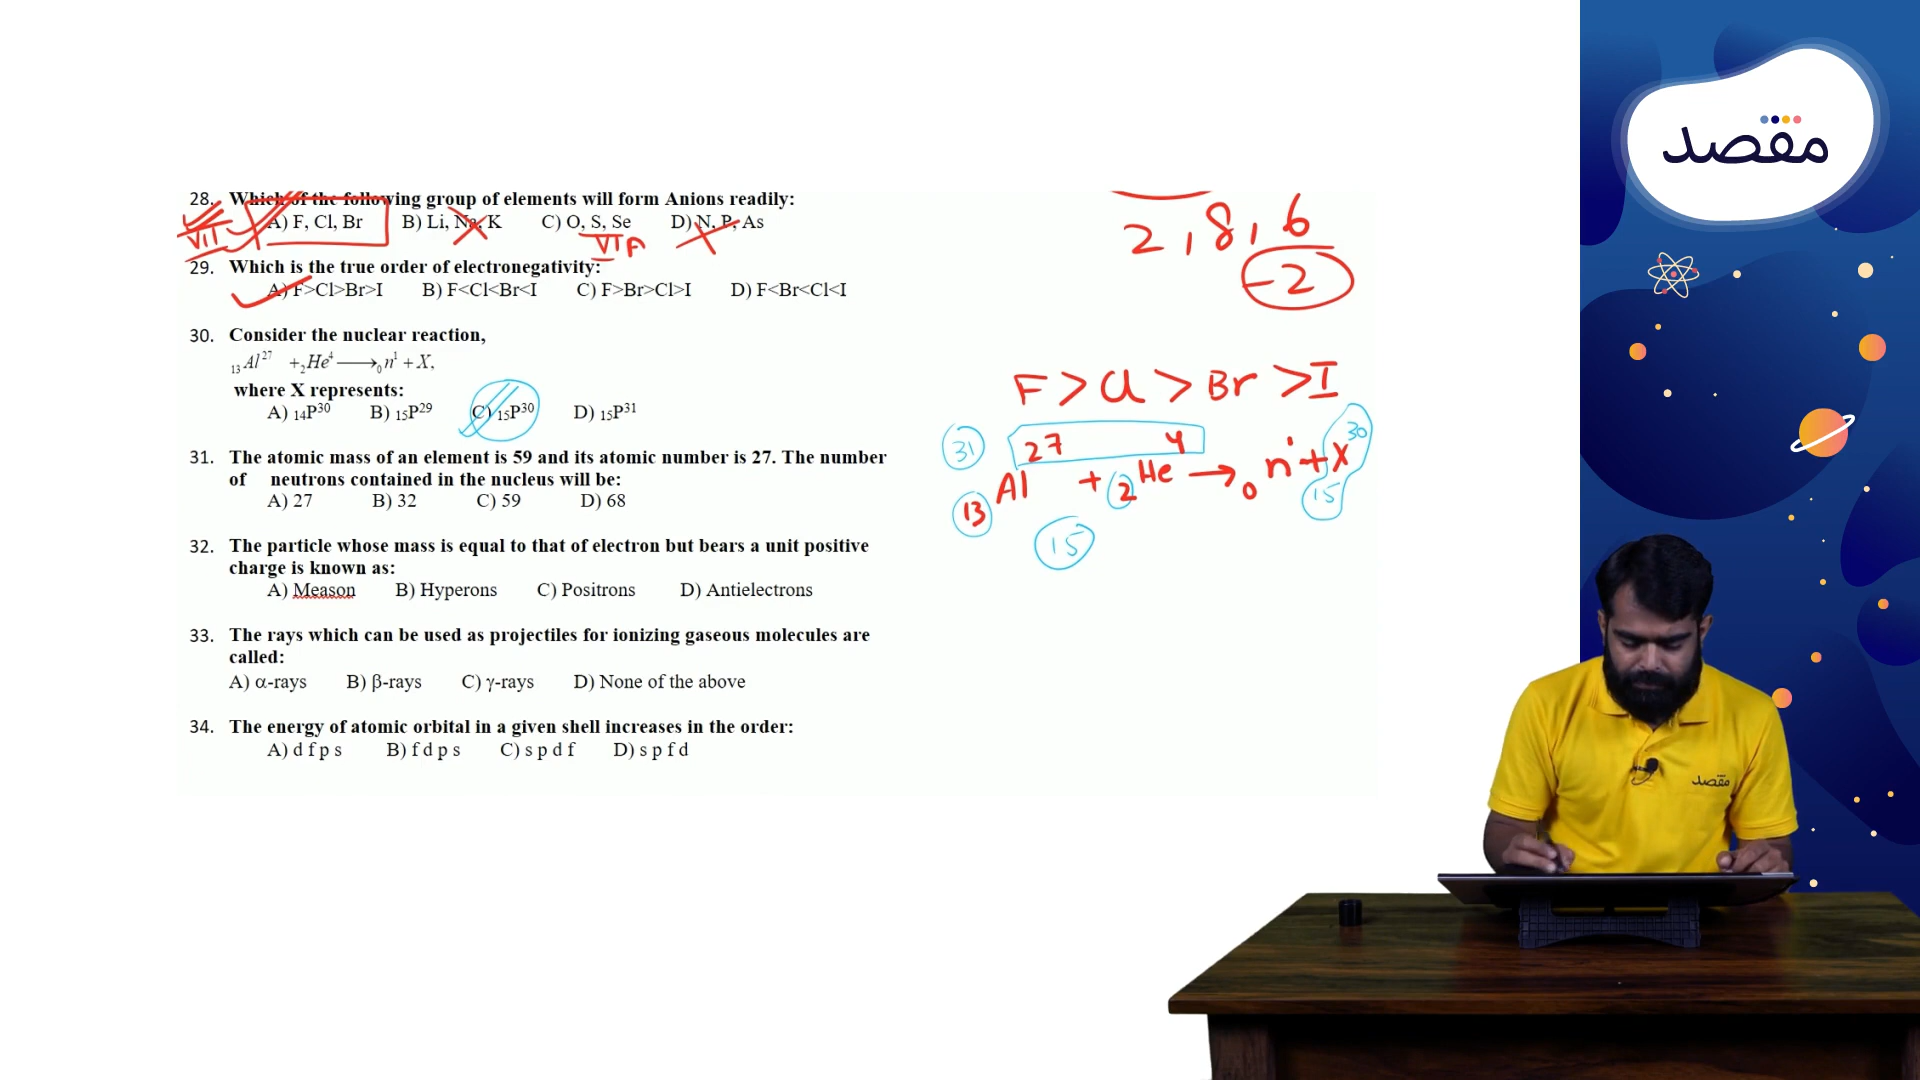 28. Which of the following group of elements will form Anions readily:
VII A) F, Cl, Br B) Li, Na, K C) O, S, Se D) N, P, As
VI A
29. Which is the true order of electronegativity:
A) F>Cl>Br>I B) F<Cl<Br<I C) F>Br>Cl>I D) F<Br<Cl<I
30. Consider the nuclear reaction,
₁₃Al²⁷ +₂He⁴ ⟶ ₀n¹ + X,
where X represents:
A) ₁₄P³⁰ B) ₁₅P²⁹ C) ₁₅P³⁰ D) ₁₅P³¹
31. The atomic mass of an element is 59 and its atomic number is 27. The number
of neutrons contained in the nucleus will be:
A) 27 B) 32 C) 59 D) 68
32. The particle whose mass is equal to that of electron but bears a unit positive
charge is known as:
A) Meason B) Hyperons C) Positrons D) Antielectrons
33. The rays which can be used as projectiles for ionizing gaseous molecules are
called:
A) α-rays B) β-rays C) γ-rays D) None of the above
34. The energy of atomic orbital in a given shell increases in the order:
A) d f p s B) f d p s C) s p d f D) s p f d
2, 8, 6
-2
F > Cl > Br > I
31 27 4 30
Al + 2 He → 0 n + X
13 15
15
مقصد
مقصد